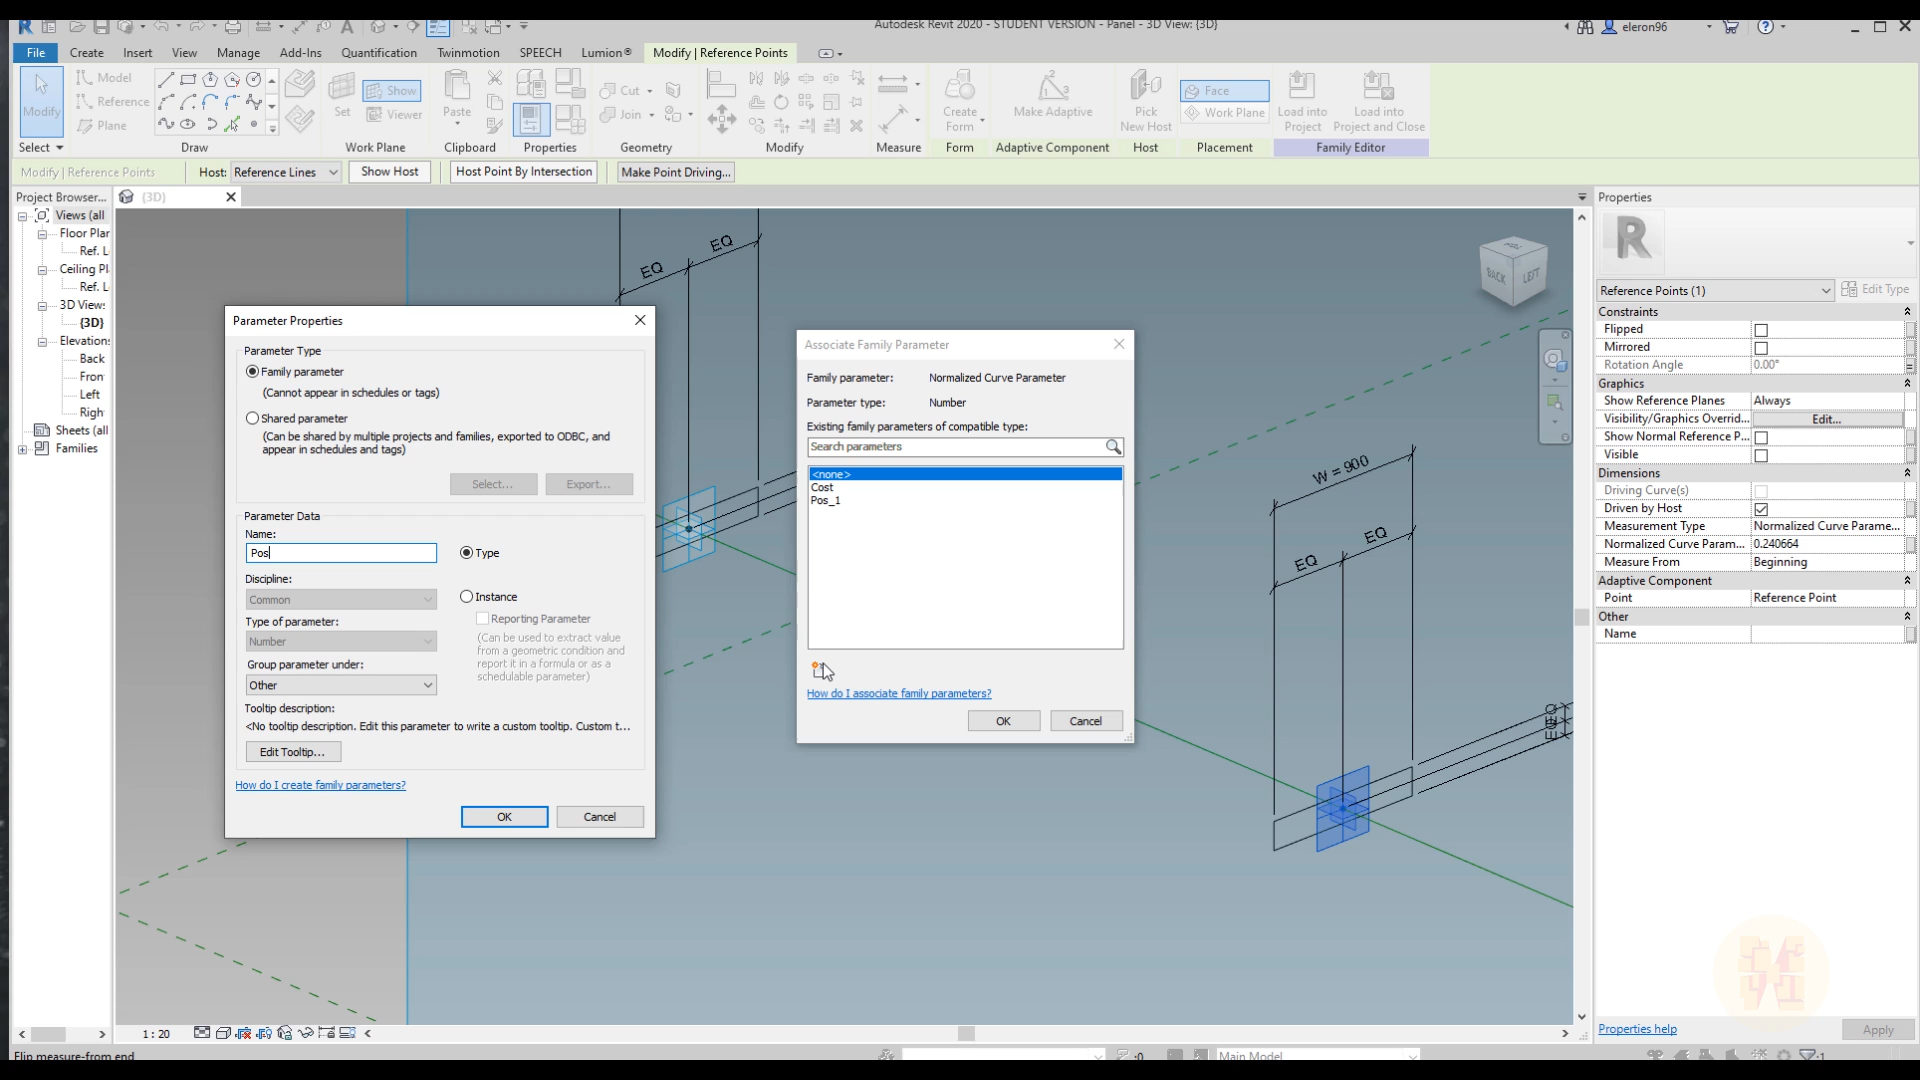 Autodesk Revit 2020 - STUDENT VERSION - Panel - 3D View: {3D}
eleron96
File Create Insert View Manage Add-Ins Quantification Twinmotion SPEECH Lumion® Modify | Reference Points
Modify
Select
Model
Reference
Plane
Draw
Set
Show
Viewer
Work Plane
Paste
Clipboard
Properties
Cut
Join
Geometry
Modify
Measure
Create Form
Form
Make Adaptive
Adaptive Component
Pick New Host
Host
Face
Work Plane
Placement
Load into Project
Load into Project and Close
Family Editor
Modify | Reference Points Host: Reference Lines Show Host Host Point By Intersection Make Point Driving...
Project Browser...
Views (all
Floor Plan
Ref. L
Ceiling Pl
Ref. L
3D Views
{3D}
Elevations
Back
Fron
Left
Righ
Sheets (all
Families
{3D}
EQ
EQ
W = 900
EQ
EQ
EQ
EQ
BACK LEFT
Parameter Properties
Parameter Type
Family parameter
(Cannot appear in schedules or tags)
Shared parameter
(Can be shared by multiple projects and families, exported to ODBC, and
appear in schedules and tags)
Select... Export...
Parameter Data
Name:
Pos
Type
Discipline:
Common
Instance
Reporting Parameter
(Can be used to extract value
from a geometric condition and
report it in a formula or as a
schedulable parameter)
Type of parameter:
Number
Group parameter under:
Other
Tooltip description:
<No tooltip description. Edit this parameter to write a custom tooltip. Custom t...
Edit Tooltip...
How do I create family parameters?
OK Cancel
Associate Family Parameter
Family parameter: Normalized Curve Parameter
Parameter type: Number
Existing family parameters of compatible type:
Search parameters
<none>
Cost
Pos_1
How do I associate family parameters?
OK Cancel
Properties
R
Reference Points (1) Edit Type
Constraints
Flipped
Mirrored
Rotation Angle 0.00°
Graphics
Show Reference Planes Always
Visibility/Graphics Overrid... Edit...
Show Normal Reference P...
Visible
Dimensions
Driving Curve(s)
Driven by Host
Measurement Type Normalized Curve Parame...
Normalized Curve Param... 0.240664
Measure From Beginning
Adaptive Component
Point Reference Point
Other
Name
Properties help Apply
1 : 20
Flip measure-from end
:0
Main Model
:1